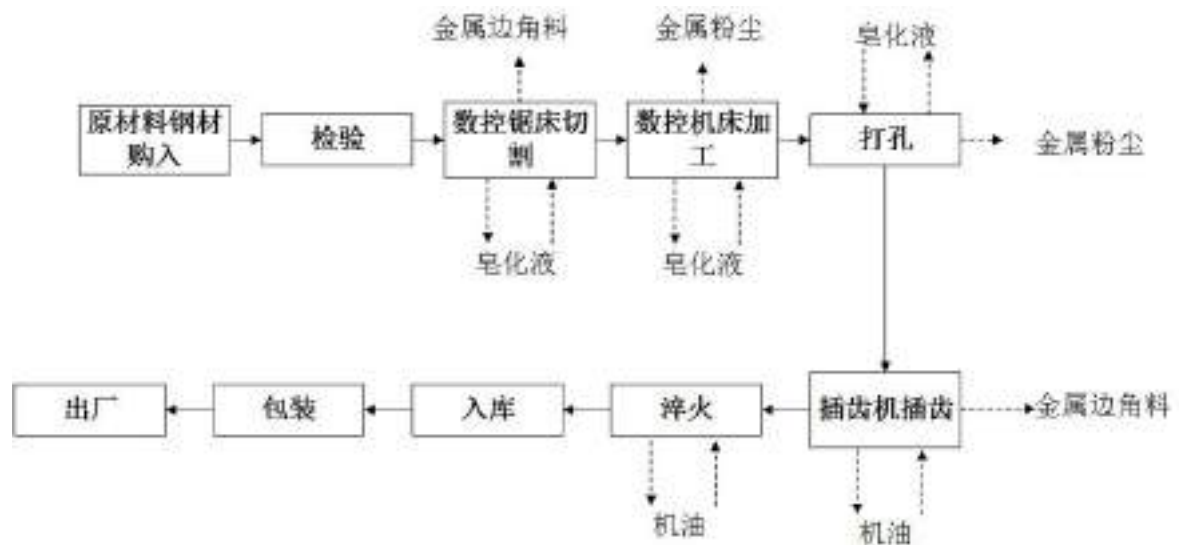 金属边角料
金属粉尘
皂化液
原材料钢材
购入
检验
数控锯床切
割
数控机床加
工
打孔
金属粉尘
皂化液
皂化液
出厂
包装
入库
淬火
插齿机插齿
金属边角料
机油
机油